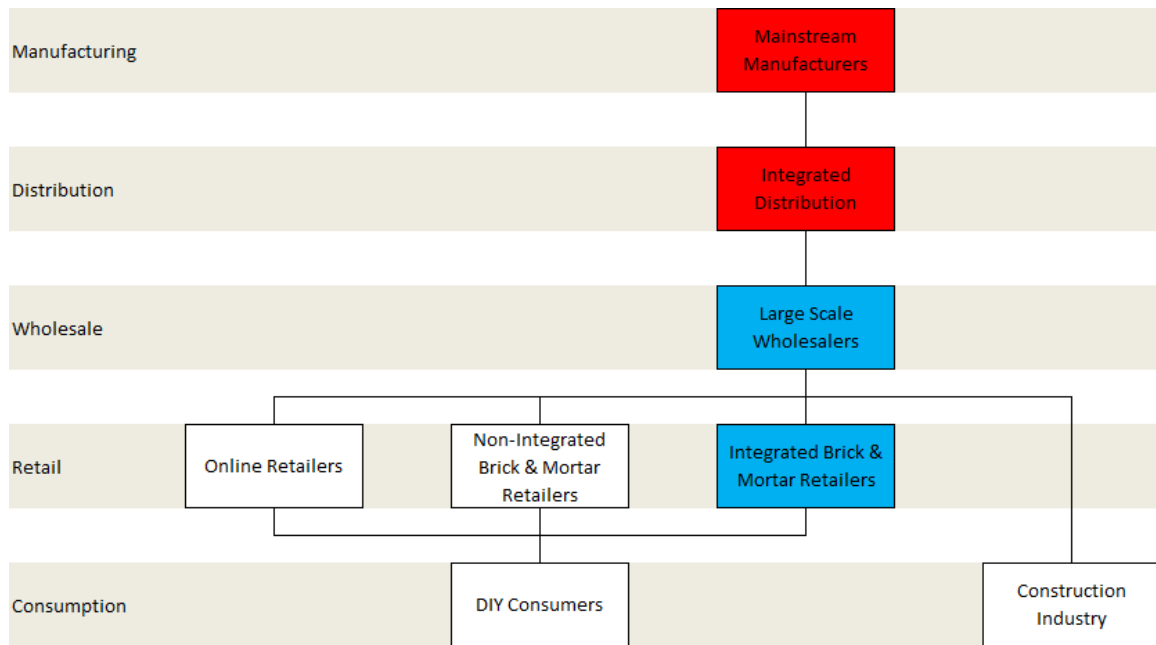 Manufacturing
Mainstream
Manufacturers
Distribution
Integrated
Distribution
Wholesale
Large Scale
Wholesalers
Retail
Online Retailers
Non-Integrated
Brick & Mortar
Retailers
Integrated Brick &
Mortar Retailers
Consumption
DIY Consumers
Construction
Industry